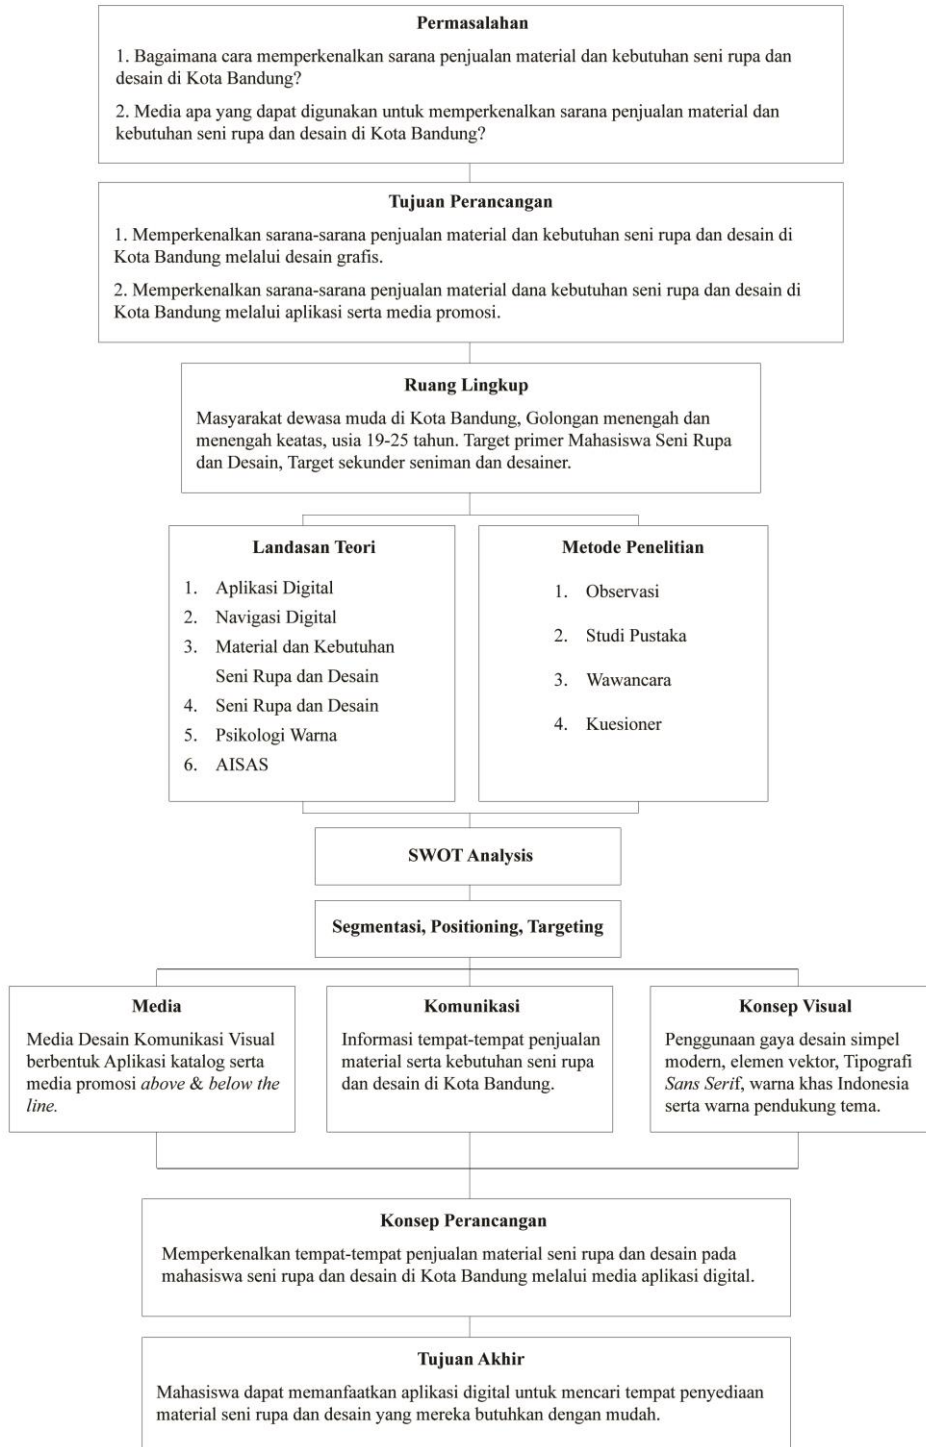 Permasalahan
1. Bagaimana cara memperkenalkan sarana penjualan material dan kebutuhan seni rupa dan
desain di Kota Bandung?
2. Media apa yang dapat digunakan untuk memperkenalkan sarana penjualan material dan
kebutuhan seni rupa dan desain di Kota Bandung?
Tujuan Perancangan
1. Memperkenalkan sarana-sarana penjualan material dan kebutuhan seni rupa dan desain di
Kota Bandung melalui desain grafis.
2. Memperkenalkan sarana-sarana penjualan material dana kebutuhan seni rupa dan desain di
Kota Bandung melalui aplikasi serta media promosi.
Ruang Lingkup
Masyarakat dewasa muda di Kota Bandung, Golongan menengah dan
menengah keatas, usia 19-25 tahun. Target primer Mahasiswa Seni Rupa
dan Desain, Target sekunder seniman dan desainer.
Landasan Teori
1. Aplikasi Digital
2. Navigasi Digital
3. Material dan Kebutuhan
Seni Rupa dan Desain
4. Seni Rupa dan Desain
5. Psikologi Warna
6. AISAS
Metode Penelitian
1. Observasi
2. Studi Pustaka
3. Wawancara
4. Kuesioner
SWOT Analysis
Segmentasi, Positioning, Targeting
Media
Media Desain Komunikasi Visual
berbentuk Aplikasi katalog serta
media promosi above & below the
line.
Komunikasi
Informasi tempat-tempat penjualan
material serta kebutuhan seni rupa
dan desain di Kota Bandung.
Konsep Visual
Penggunaan gaya desain simpel
modern, elemen vektor, Tipografi
Sans Serif, warna khas Indonesia
serta warna pendukung tema.
Konsep Perancangan
Memperkenalkan tempat-tempat penjualan material seni rupa dan desain pada
mahasiswa seni rupa dan desain di Kota Bandung melalui media aplikasi digital.
Tujuan Akhir
Mahasiswa dapat memanfaatkan aplikasi digital untuk mencari tempat penyediaan
material seni rupa dan desain yang mereka butuhkan dengan mudah.